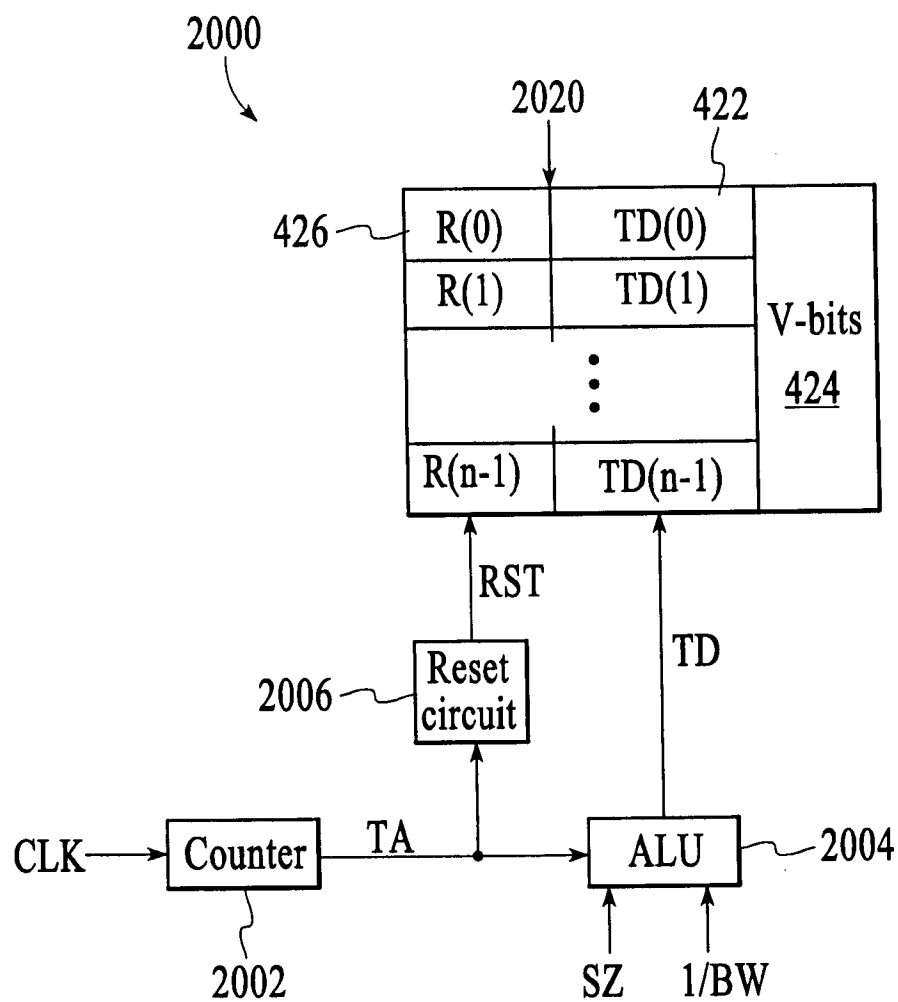 2000
2020
422
426
R(0) TD(0)
R(1) TD(1)
V-bits
424
R(n-1) TD(n-1)
RST
TD
2006
Reset
circuit
CLK
Counter
TA
ALU
2004
2002
SZ
1/BW